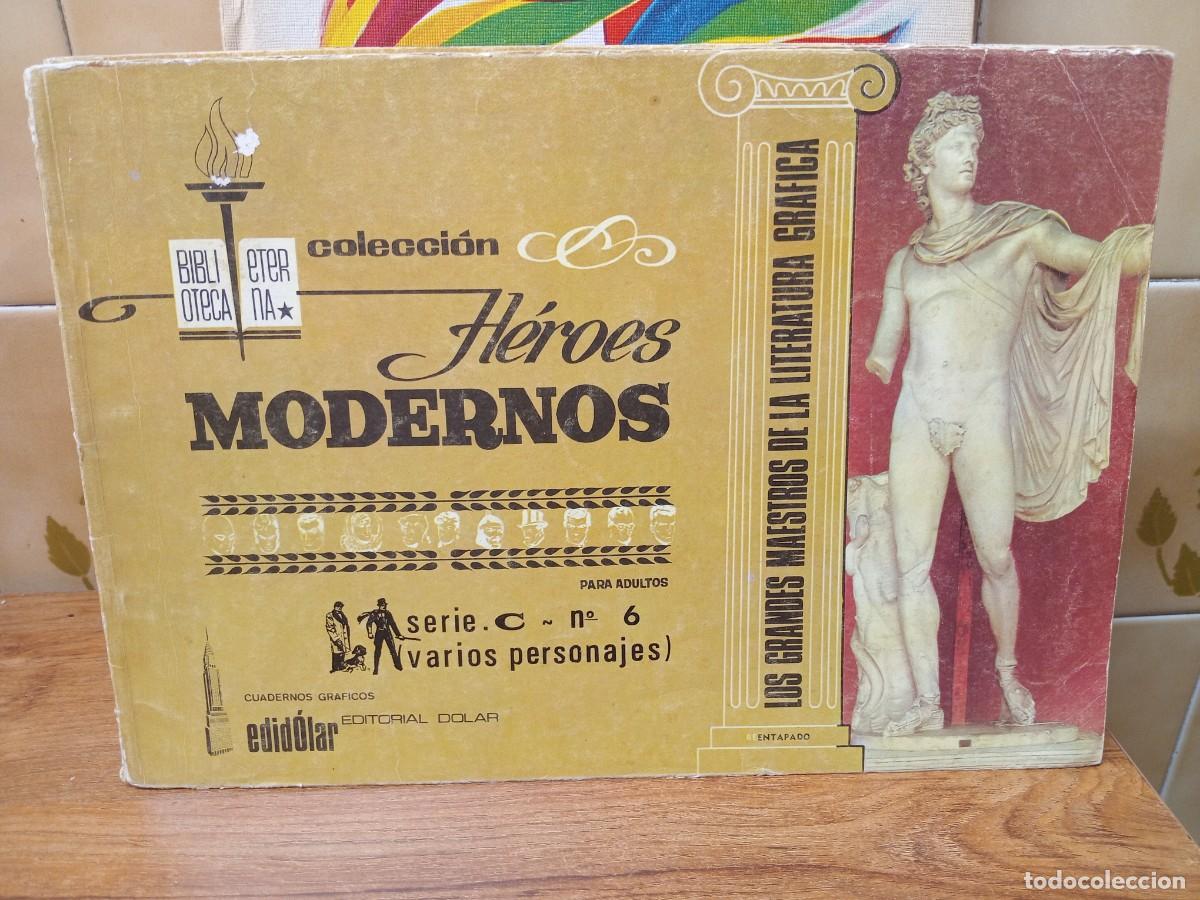 BIBLI ETER
OTECA NA★
colección
Héroes
MODERNOS
PARA ADULTOS
serie. C ~ nº 6
(varios personajes)
CUADERNOS GRAFICOS
edidÓlar EDITORIAL DOLAR
LOS GRANDES MAESTROS DE LA LITERATURA GRAFICA
REENTAPADO
todocoleccion